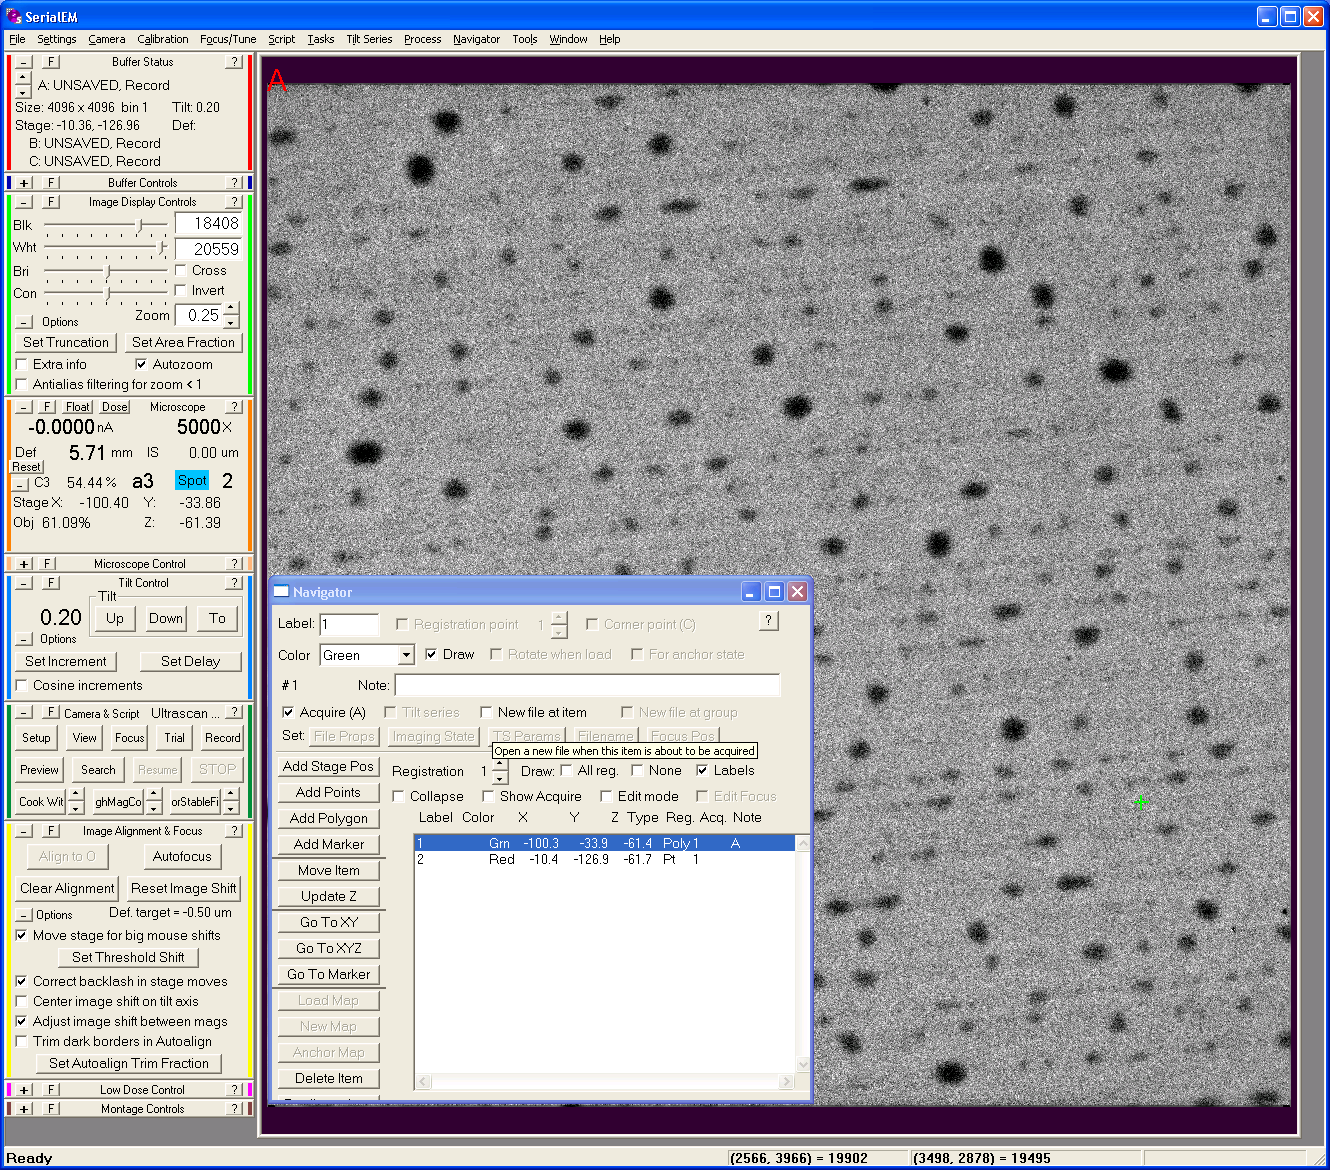 SerialEM
File Settings Camera Calibration Focus/Tune Script Tasks Tilt Series Process Navigator Tools Window Help
- F Buffer Status ?
A: UNSAVED, Record
Size: 4096 x 4096 bin 1 Tilt: 0.20
Stage: -10.36, -126.96 Def:
B: UNSAVED, Record
C: UNSAVED, Record
+ F Buffer Controls ?
- F Image Display Controls ?
Blk 18408
Wht 20559
Bri Cross
Con Invert
Zoom 0.25
- Options
Set Truncation Set Area Fraction
Extra info Autozoom
Antialias filtering for zoom < 1
- F Float Dose Microscope ?
-0.0000 nA 5000 X
Def 5.71 mm IS 0.00 um
Reset
- C3 54.44 % a3 Spot 2
Stage X: -100.40 Y: -33.86
Obj 61.09% Z: -61.39
+ F Microscope Control ?
- F Tilt Control ?
Tilt
0.20 Up Down To
- Options
Set Increment Set Delay
Cosine increments
- F Camera & Script Ultrascan ... ?
Setup View Focus Trial Record
Preview Search Resume STOP
Cook Wit ghMagCo orStableFi
- F Image Alignment & Focus ?
Align to O Autofocus
Clear Alignment Reset Image Shift
- Options Def. target = -0.50 um
Move stage for big mouse shifts
Set Threshold Shift
Correct backlash in stage moves
Center image shift on tilt axis
Adjust image shift between mags
Trim dark borders in Autoalign
Set Autoalign Trim Fraction
+ F Low Dose Control ?
+ F Montage Controls ?
A
Navigator
Label: 1 Registration point 1 Corner point (C) ?
Color Green Draw Rotate when load For anchor state
# 1 Note:
Acquire (A) Tilt series New file at item New file at group
Set: File Props Imaging State TS Params Filename Focus Pos
Open a new file when this item is about to be acquired
Add Stage Pos
Add Points
Add Polygon
Add Marker
Move Item
Update Z
Go To XY
Go To XYZ
Go To Marker
Load Map
New Map
Anchor Map
Delete Item
Registration 1 Draw: All reg. None Labels
Collapse Show Acquire Edit mode Edit Focus
Label Color X Y Z Type Reg. Acq. Note
1 Grn -100.3 -33.9 -61.4 Poly 1 A
2 Red -10.4 -126.9 -61.7 Pt 1
Ready (2566, 3966) = 19902 (3498, 2878) = 19495